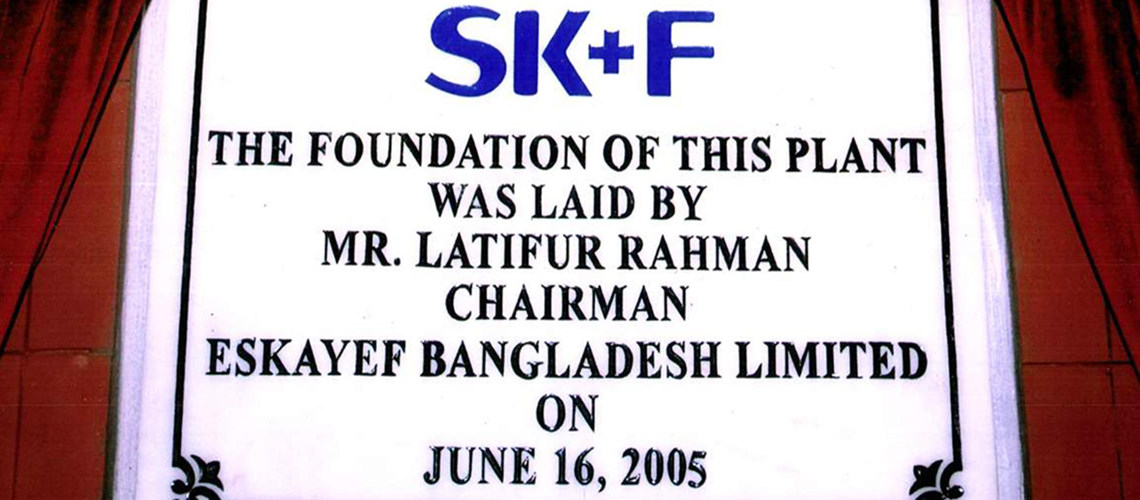 SK+F
THE FOUNDATION OF THIS PLANT
WAS LAID BY
MR. LATIFUR RAHMAN
CHAIRMAN
ESKAYEF BANGLADESH LIMITED
ON
JUNE 16, 2005